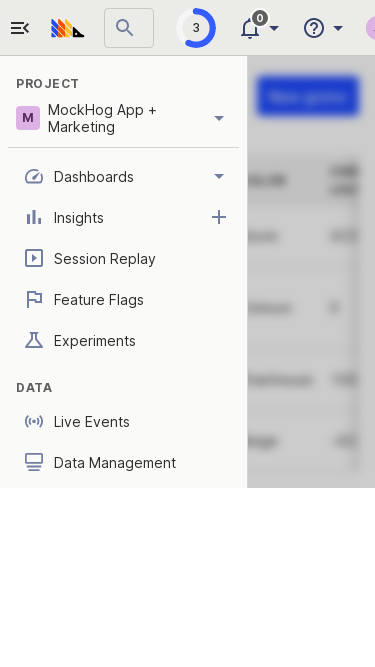 3
0
PROJECT
M
MockHog App +
Marketing
Dashboards
Insights
Session Replay
Feature Flags
Experiments
DATA
Live Events
Data Management